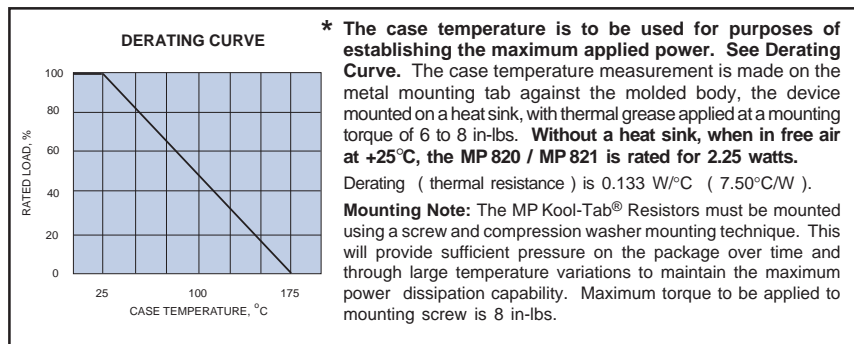 DERATING CURVE
100
80
60
40
20
0
RATED LOAD, %
25 100 175
CASE TEMPERATURE, °C
* The case temperature is to be used for purposes of
establishing the maximum applied power. See Derating
Curve. The case temperature measurement is made on the
metal mounting tab against the molded body, the device
mounted on a heat sink, with thermal grease applied at a mounting
torque of 6 to 8 in-lbs. Without a heat sink, when in free air
at +25°C, the MP 820 / MP 821 is rated for 2.25 watts.
Derating ( thermal resistance ) is 0.133 W/°C ( 7.50°C/W ).
Mounting Note: The MP Kool-Tab® Resistors must be mounted
using a screw and compression washer mounting technique. This
will provide sufficient pressure on the package over time and
through large temperature variations to maintain the maximum
power dissipation capability. Maximum torque to be applied to
mounting screw is 8 in-lbs.